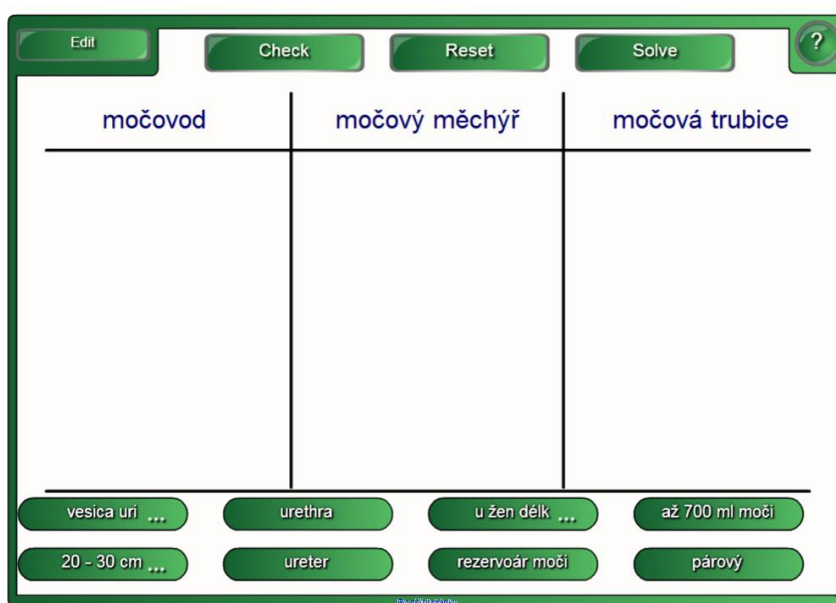 Edit
Check
Reset
Solve
?
močovod
močový měchýř
močová trubice
vesica uri ...
urethra
u žen délk ...
až 700 ml moči
20 - 30 cm ...
ureter
rezervoár moči
párový